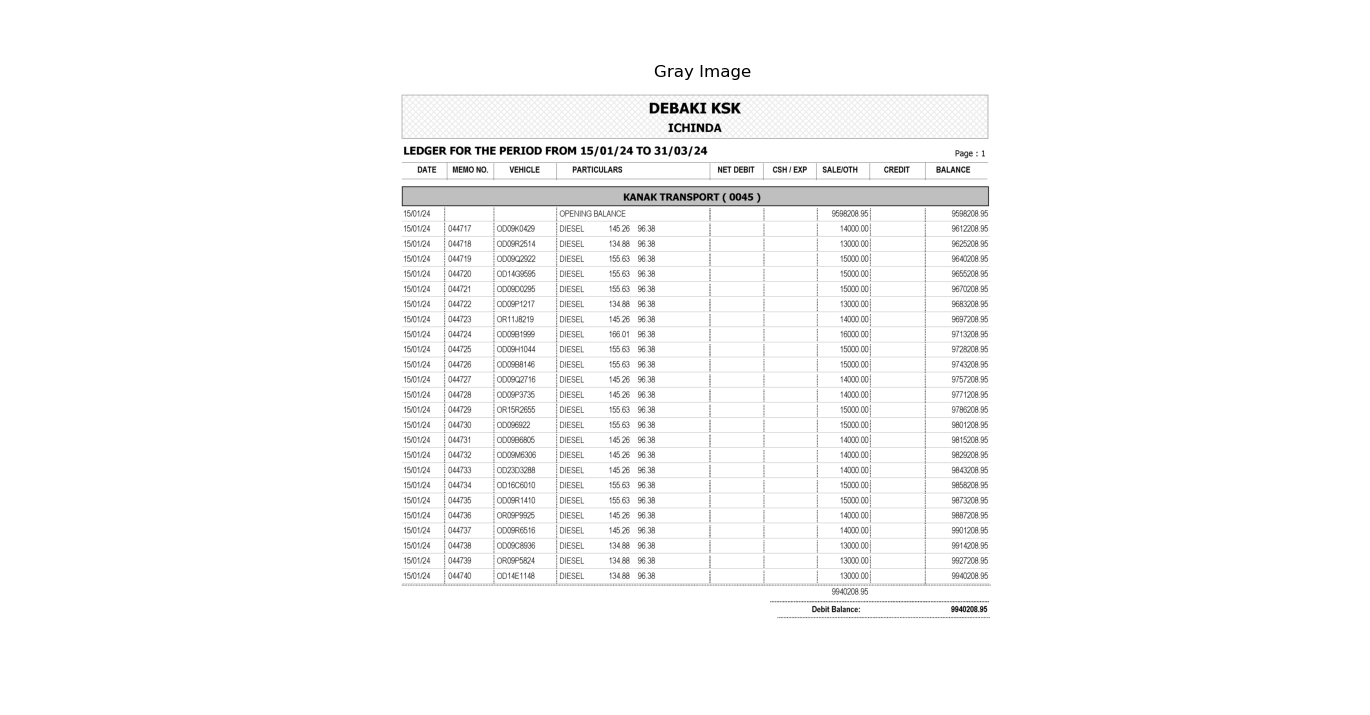 Gray Image
DEBAKI KSK
ICHINDA
LEDGER FOR THE PERIOD FROM 15/01/24 TO 31/03/24
Page : 1
DATE MEMO NO. VEHICLE PARTICULARS NET DEBIT CSH / EXP SALE/OTH CREDIT BALANCE
KANAK TRANSPORT ( 0045 )
15/01/24 OPENING BALANCE 9598208.95 9598208.95
15/01/24 044717 OD09K0429 DIESEL 145.26 96.38 14000.00 9612208.95
15/01/24 044718 OD09R2514 DIESEL 134.88 96.38 13000.00 9625208.95
15/01/24 044719 OD09Q2922 DIESEL 155.63 96.38 15000.00 9640208.95
15/01/24 044720 OD14G9595 DIESEL 155.63 96.38 15000.00 9655208.95
15/01/24 044721 OD09D0295 DIESEL 155.63 96.38 15000.00 9670208.95
15/01/24 044722 OD09P1217 DIESEL 134.88 96.38 13000.00 9683208.95
15/01/24 044723 OR11J8219 DIESEL 145.26 96.38 14000.00 9697208.95
15/01/24 044724 OD09B1999 DIESEL 166.01 96.38 16000.00 9713208.95
15/01/24 044725 OD09H1044 DIESEL 155.63 96.38 15000.00 9728208.95
15/01/24 044726 OD09B8146 DIESEL 155.63 96.38 15000.00 9743208.95
15/01/24 044727 OD09Q2716 DIESEL 145.26 96.38 14000.00 9757208.95
15/01/24 044728 OD09P3735 DIESEL 145.26 96.38 14000.00 9771208.95
15/01/24 044729 OR15R2655 DIESEL 155.63 96.38 15000.00 9786208.95
15/01/24 044730 OD096922 DIESEL 155.63 96.38 15000.00 9801208.95
15/01/24 044731 OD09B6805 DIESEL 145.26 96.38 14000.00 9815208.95
15/01/24 044732 OD09M6306 DIESEL 145.26 96.38 14000.00 9829208.95
15/01/24 044733 OD23D3288 DIESEL 145.26 96.38 14000.00 9843208.95
15/01/24 044734 OD16C6010 DIESEL 155.63 96.38 15000.00 9858208.95
15/01/24 044735 OD09R1410 DIESEL 155.63 96.38 15000.00 9873208.95
15/01/24 044736 OR09P9925 DIESEL 145.26 96.38 14000.00 9887208.95
15/01/24 044737 OD09R6516 DIESEL 145.26 96.38 14000.00 9901208.95
15/01/24 044738 OD09C8936 DIESEL 134.88 96.38 13000.00 9914208.95
15/01/24 044739 OR09P5824 DIESEL 134.88 96.38 13000.00 9927208.95
15/01/24 044740 OD14E1148 DIESEL 134.88 96.38 13000.00 9940208.95
9940208.95
Debit Balance: 9940208.95